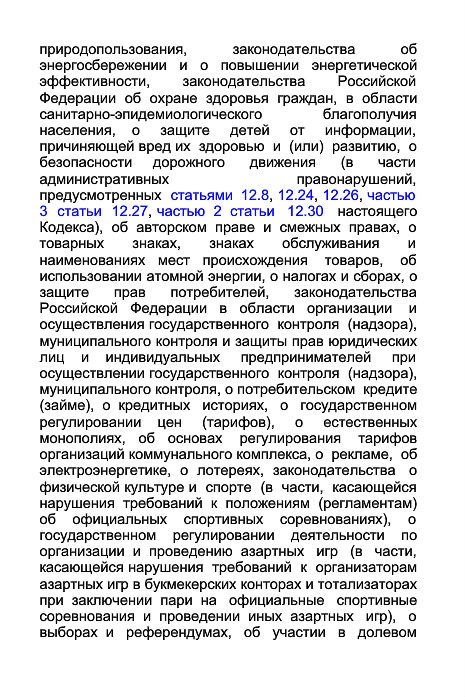 природопользования, законодательства об
энергосбережении и о повышении энергетической
эффективности, законодательства Российской
Федерации об охране здоровья граждан, в области
санитарно-эпидемиологического благополучия
населения, о защите детей от информации,
причиняющей вред их здоровью и (или) развитию, о
безопасности дорожного движения (в части
административных правонарушений,
предусмотренных статьями 12.8, 12.24, 12.26, частью
3 статьи 12.27, частью 2 статьи 12.30 настоящего
Кодекса), об авторском праве и смежных правах, о
товарных знаках, знаках обслуживания и
наименованиях мест происхождения товаров, об
использовании атомной энергии, о налогах и сборах, о
защите прав потребителей, законодательства
Российской Федерации в области организации и
осуществления государственного контроля (надзора),
муниципального контроля и защиты прав юридических
лиц и индивидуальных предпринимателей при
осуществлении государственного контроля (надзора),
муниципального контроля, о потребительском кредите
(займе), о кредитных историях, о государственном
регулировании цен (тарифов), о естественных
монополиях, об основах регулирования тарифов
организаций коммунального комплекса, о рекламе, об
электроэнергетике, о лотереях, законодательства о
физической культуре и спорте (в части, касающейся
нарушения требований к положениям (регламентам)
об официальных спортивных соревнованиях), о
государственном регулировании деятельности по
организации и проведению азартных игр (в части,
касающейся нарушения требований к организаторам
азартных игр в букмекерских конторах и тотализаторах
при заключении пари на официальные спортивные
соревнования и проведении иных азартных игр), о
выборах и референдумах, об участии в долевом